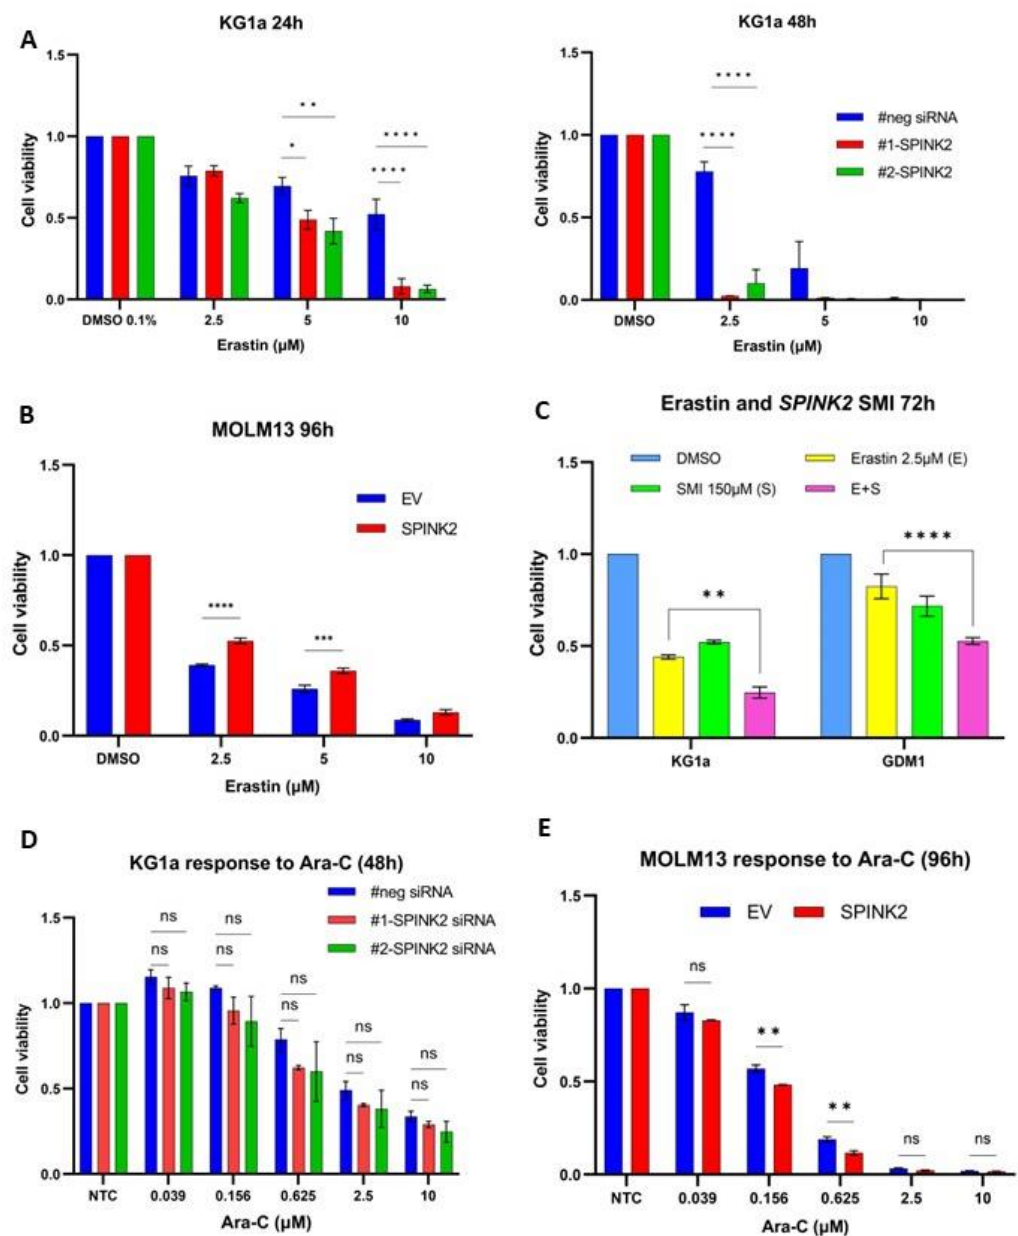 A
KG1a 24h
1.5
1.0
0.5
0.0
Cell viability
* *
*
* * * *
* * * *
DMSO 0.1%
2.5
5
10
Erastin (µM)
KG1a 48h
1.5
1.0
0.5
0.0
Cell viability
* * * *
* * * *
#neg siRNA
#1-SPINK2
#2-SPINK2
DMSO
2.5
5
10
Erastin (µM)
B
MOLM13 96h
1.5
1.0
0.5
0.0
Cell viability
EV
SPINK2
****
***
DMSO
2.5
5
10
Erastin (µM)
C
Erastin and SPINK2 SMI 72h
1.5
1.0
0.5
0.0
Cell viability
DMSO
Erastin 2.5µM (E)
SMI 150µM (S)
E+S
* *
* * * *
KG1a
GDM1
D
KG1a response to Ara-C (48h)
#neg siRNA
#1-SPINK2 siRNA
#2-SPINK2 siRNA
1.5
1.0
0.5
0.0
Cell viability
ns
ns
ns
ns
ns
ns
ns
ns
ns
ns
NTC
0.039
0.156
0.625
2.5
10
Ara-C (µM)
E
MOLM13 response to Ara-C (96h)
EV
SPINK2
1.5
1.0
0.5
0.0
Cell viability
ns
* *
* *
ns
ns
NTC
0.039
0.156
0.625
2.5
10
Ara-C (µM)